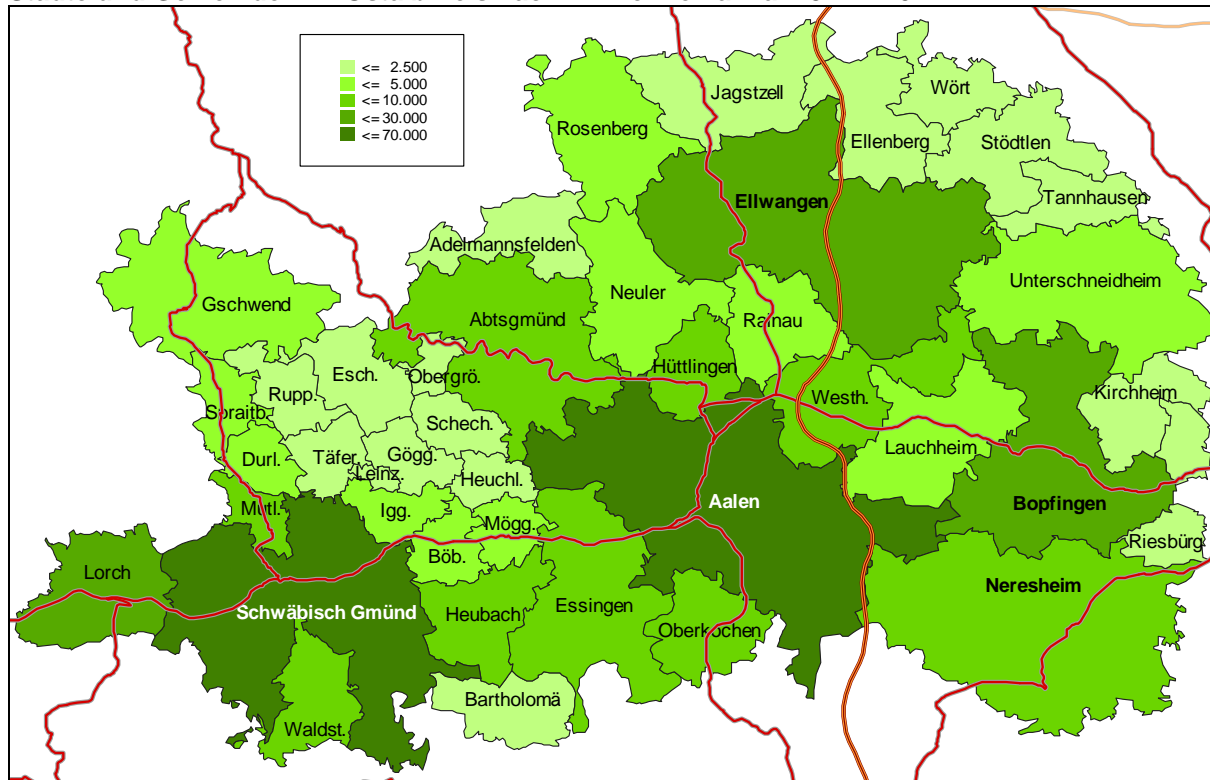 <= 2.500
<= 5.000
<= 10.000
<= 30.000
<= 70.000
Jagstzell
Wört
Rosenberg
Ellenberg
Stödtlen
Ellwangen
Tannhausen
Adelmannsfelden
Unterschneidheim
Gschwend
Neuler
Abtsgmünd
Rainau
Hüttlingen
Esch.
Obergrö.
Rupp.
Westh.
Kirchheim
Spraitb.
Schech.
Lauchheim
Durl.
Täfer.
Gögg.
Leinz.
Heuchl.
Aalen
Bopfingen
Mutl.
Igg.
Mögg.
Riesbürg
Böb.
Lorch
Neresheim
Schwäbisch Gmünd
Heubach
Essingen
Oberkochen
Bartholomä
Waldst.